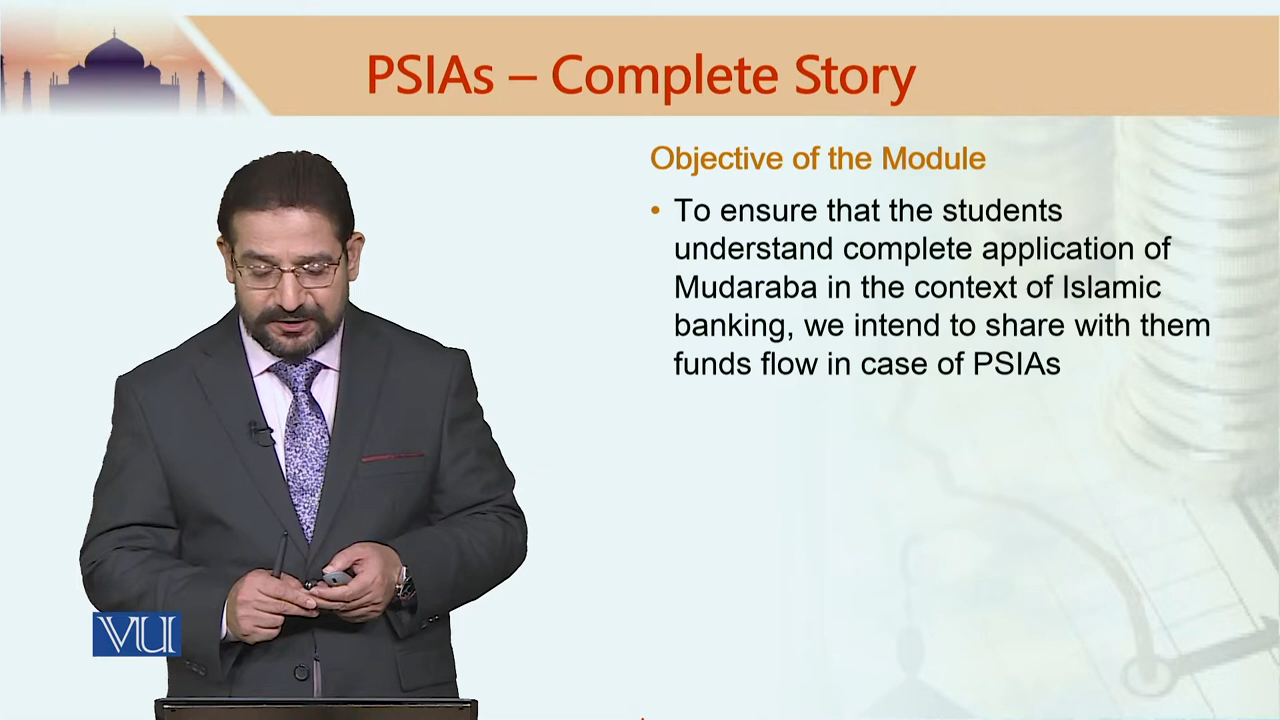 PSIAs – Complete Story
Objective of the Module
• To ensure that the students
understand complete application of
Mudaraba in the context of Islamic
banking, we intend to share with them
funds flow in case of PSIAs
VU